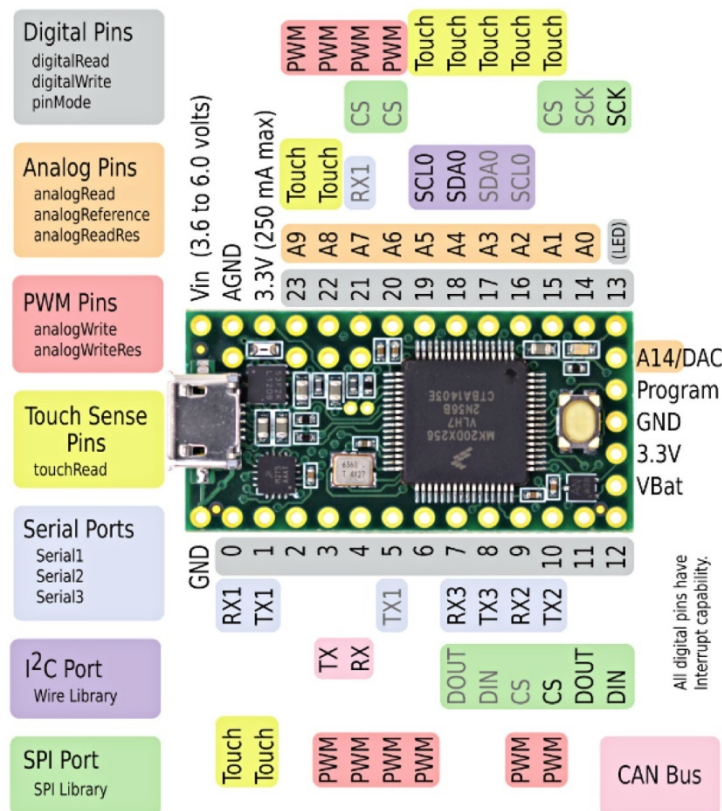 Digital Pins
digitalRead
digitalWrite
pinMode
Analog Pins
analogRead
analogReference
analogReadRes
PWM Pins
analogWrite
analogWriteRes
Touch Sense
Pins
touchRead
Serial Ports
Serial1
Serial2
Serial3
I²C Port
Wire Library
SPI Port
SPI Library
PWM PWM PWM PWM Touch Touch Touch Touch Touch
CS CS CS SCK SCK
Touch Touch RX1 SCL0 SDA0 SDA0 SCL0
Vin (3.6 to 6.0 volts)
AGND
3.3V (250 mA max)
A9 A8 A7 A6 A5 A4 A3 A2 A1 A0 (LED)
23 22 21 20 19 18 17 16 15 14 13
A14/DAC
Program
GND
3.3V
VBat
MK20DX256
VLH7
2N56B
CTBA1403E
GND 0 1 2 3 4 5 6 7 8 9 10 11 12
RX1 TX1 TX1 RX3 TX3 RX2 TX2
TX RX DOUT DIN CS CS DOUT DIN
Touch Touch PWM PWM PWM PWM PWM PWM
All digital pins have
Interrupt capability.
CAN Bus